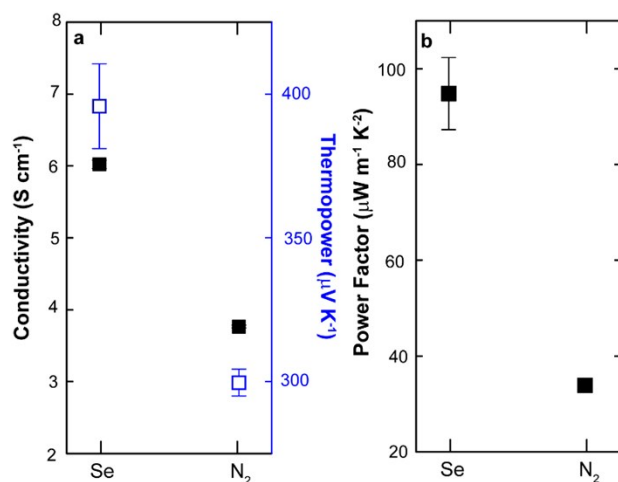 a
8
7
6
5
4
3
2
Conductivity (S cm⁻¹)
400
350
300
Thermopower (μV K⁻¹)
Se
N₂
b
100
80
60
40
20
Power Factor (μW m⁻¹ K⁻²)
Se
N₂